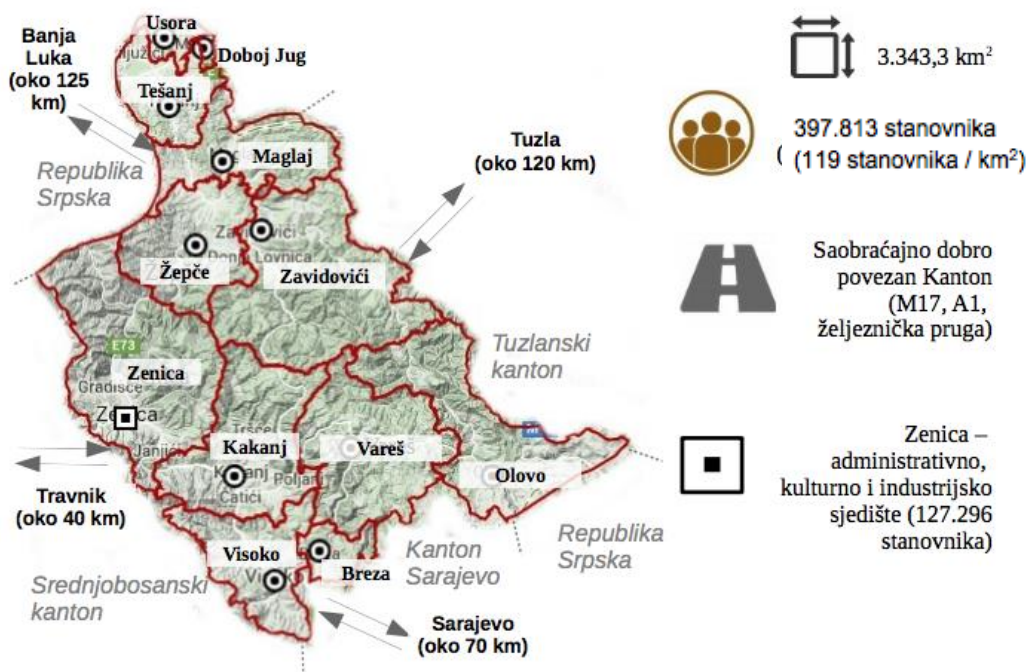 Usora
Banja
Luka
(oko 125
km)
Doboj Jug
Tešanj
Maglaj
Republika
Srpska
Tuzla
(oko 120 km)
Žepče
Zavidovići
E73
Zenica
Gradišće
Janjići
Tuzlanski
kanton
Kakanj
Vareš
Olovo
Čatići
Travnik
(oko 40 km)
Visoko
Breza
Kanton
Sarajevo
Republika
Srpska
Srednjobosanski
kanton
Sarajevo
(oko 70 km)
3.343,3 km²
397.813 stanovnika
(119 stanovnika / km²)
Saobraćajno dobro
povezan Kanton
(M17, A1,
željeznička pruga)
Zenica –
administrativno,
kulturno i industrijsko
sjedište (127.296
stanovnika)